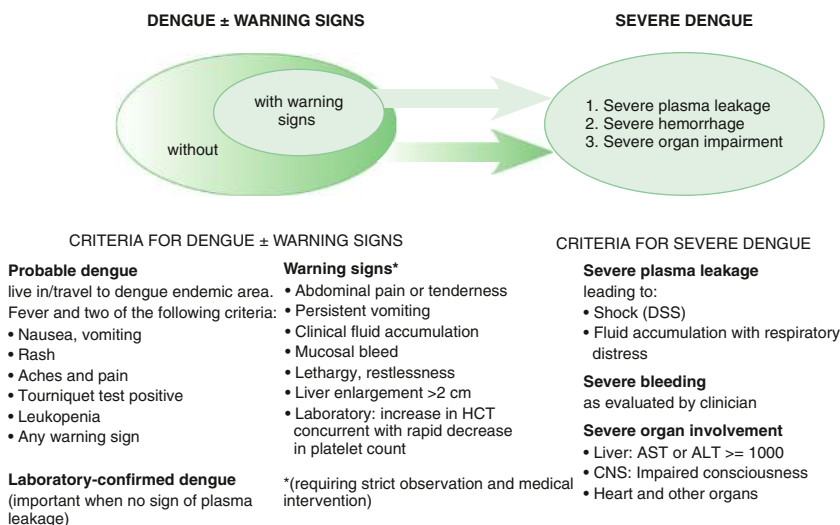 DENGUE ± WARNING SIGNS
SEVERE DENGUE
with warning
signs
without
1. Severe plasma leakage
2. Severe hemorrhage
3. Severe organ impairment
CRITERIA FOR DENGUE ± WARNING SIGNS
Probable dengue
live in/travel to dengue endemic area.
Fever and two of the following criteria:
• Nausea, vomiting
• Rash
• Aches and pain
• Tourniquet test positive
• Leukopenia
• Any warning sign
Laboratory-confirmed dengue
(important when no sign of plasma
leakage)
Warning signs*
• Abdominal pain or tenderness
• Persistent vomiting
• Clinical fluid accumulation
• Mucosal bleed
• Lethargy, restlessness
• Liver enlargement >2 cm
• Laboratory: increase in HCT
concurrent with rapid decrease
in platelet count
*(requiring strict observation and medical
intervention)
CRITERIA FOR SEVERE DENGUE
Severe plasma leakage
leading to:
• Shock (DSS)
• Fluid accumulation with respiratory
distress
Severe bleeding
as evaluated by clinician
Severe organ involvement
• Liver: AST or ALT >= 1000
• CNS: Impaired consciousness
• Heart and other organs